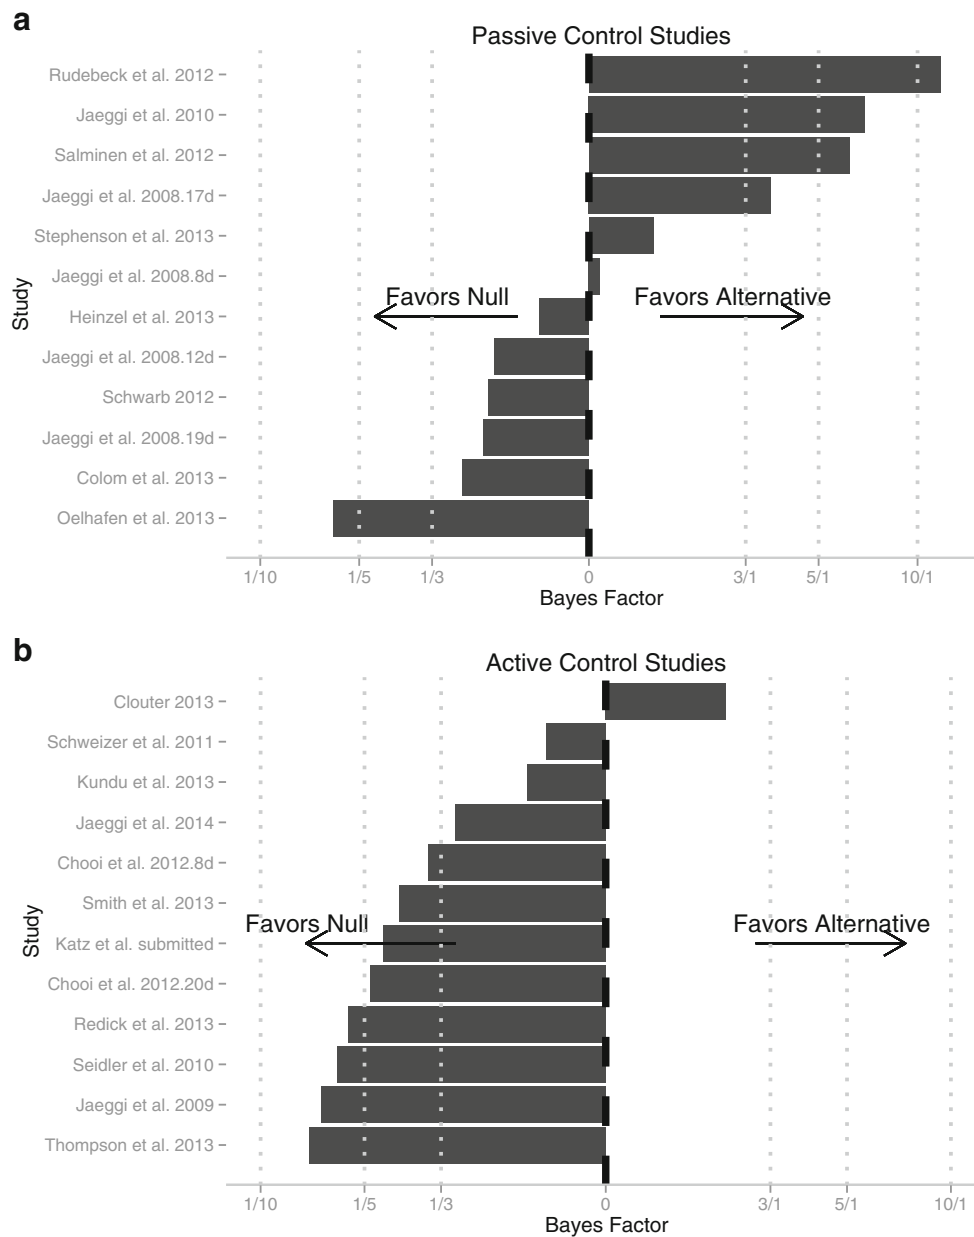 a
Passive Control Studies
Rudebeck et al. 2012
Jaeggi et al. 2010
Salminen et al. 2012
Jaeggi et al. 2008.17d
Stephenson et al. 2013
Jaeggi et al. 2008.8d
Favors Null
Favors Alternative
Heinzel et al. 2013
Jaeggi et al. 2008.12d
Schwarb 2012
Jaeggi et al. 2008.19d
Colom et al. 2013
Oelhafen et al. 2013
Study
1/10 1/5 1/3 0 3/1 5/1 10/1
Bayes Factor
b
Active Control Studies
Clouter 2013
Schweizer et al. 2011
Kundu et al. 2013
Jaeggi et al. 2014
Chooi et al. 2012.8d
Smith et al. 2013
Favors Null
Favors Alternative
Katz et al. submitted
Chooi et al. 2012.20d
Redick et al. 2013
Seidler et al. 2010
Jaeggi et al. 2009
Thompson et al. 2013
Study
1/10 1/5 1/3 0 3/1 5/1 10/1
Bayes Factor